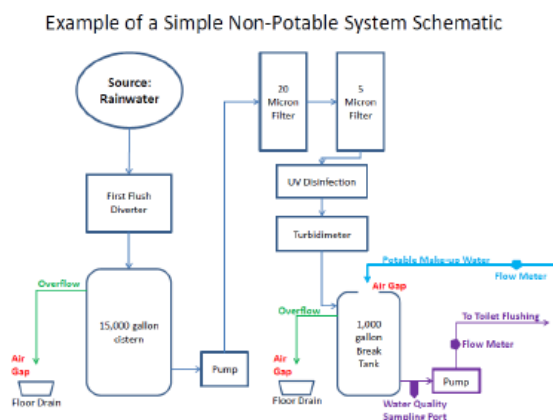 Example of a Simple Non-Potable System Schematic
Source:
Rainwater
20
Micron
Filter
5
Micron
Filter
First Flush
Diverter
UV Disinfection
Turbidimeter
Potable Make-up Water
Flow Meter
Air Gap
Overflow
15,000 gallon
cistern
Air
Gap
Floor Drain
Pump
Overflow
1,000
gallon
Break
Tank
Air
Gap
Floor Drain
To Toilet Flushing
Flow Meter
Pump
Water Quality
Sampling Port